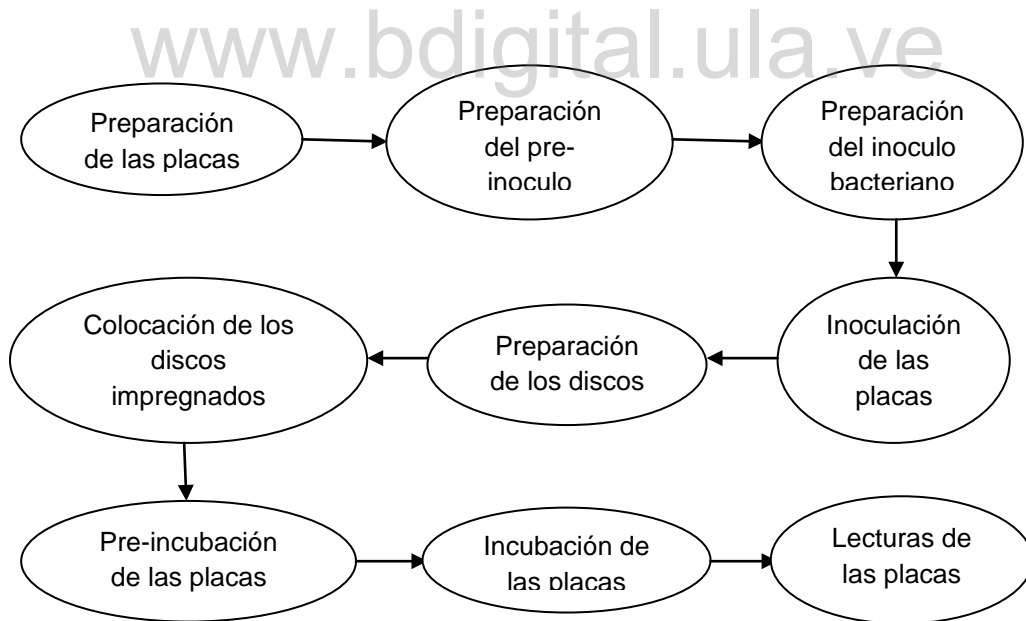 www.bdigital.ula.ve
Preparación
de las placas
Preparación
del pre-
inoculo
Preparación
del inoculo
bacteriano
Inoculación
de las
placas
Preparación
de los discos
Colocación de los
discos
impregnados
Pre-incubación
de las placas
Incubación de
las placas
Lecturas de
las placas